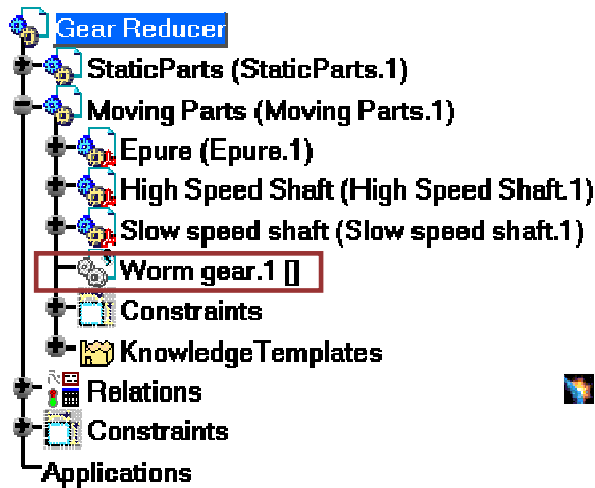 Gear Reducer
StaticParts (StaticParts.1)
Moving Parts (Moving Parts.1)
Epure (Epure.1)
High Speed Shaft (High Speed Shaft.1)
Slow speed shaft (Slow speed shaft.1)
Worm gear.1 []
Constraints
KnowledgeTemplates
Relations
Constraints
Applications